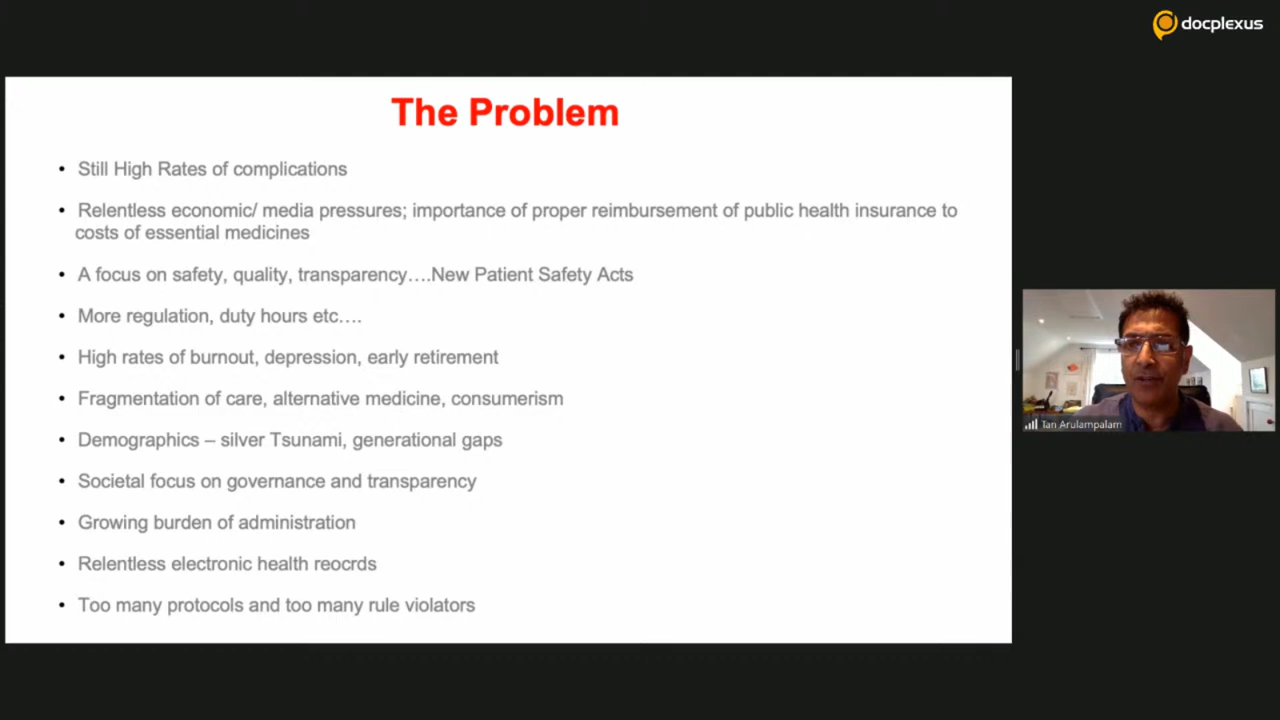 docplexus
The Problem
• Still High Rates of complications
• Relentless economic/ media pressures; importance of proper reimbursement of public health insurance to
costs of essential medicines
• A focus on safety, quality, transparency….New Patient Safety Acts
• More regulation, duty hours etc….
• High rates of burnout, depression, early retirement
• Fragmentation of care, alternative medicine, consumerism
• Demographics – silver Tsunami, generational gaps
• Societal focus on governance and transparency
• Growing burden of administration
• Relentless electronic health reocrds
• Too many protocols and too many rule violators
Tan Arulampalam